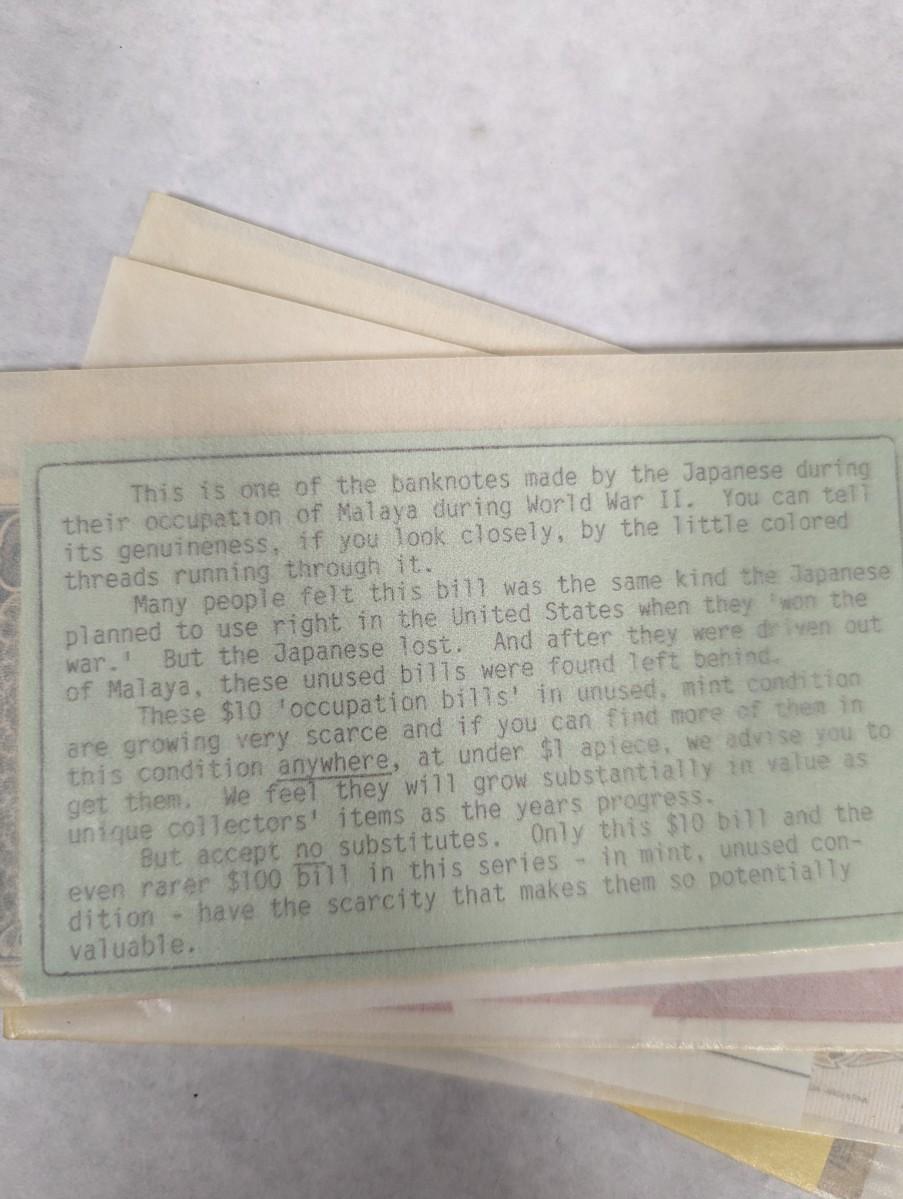 This is one of the banknotes made by the Japanese during
their occupation of Malaya during World War II. You can tell
its genuineness, if you look closely, by the little colored
threads running through it.
Many people felt this bill was the same kind the Japanese
planned to use right in the United States when they 'won the
war.' But the Japanese lost. And after they were driven out
of Malaya, these unused bills were found left behind.
These $10 'occupation bills' in unused, mint condition
are growing very scarce and if you can find more of them in
this condition anywhere, at under $1 apiece, we advise you to
get them. We feel they will grow substantially in value as
unique collectors' items as the years progress.
But accept no substitutes. Only this $10 bill and the
even rarer $100 bill in this series - in mint, unused con-
dition - have the scarcity that makes them so potentially
valuable.